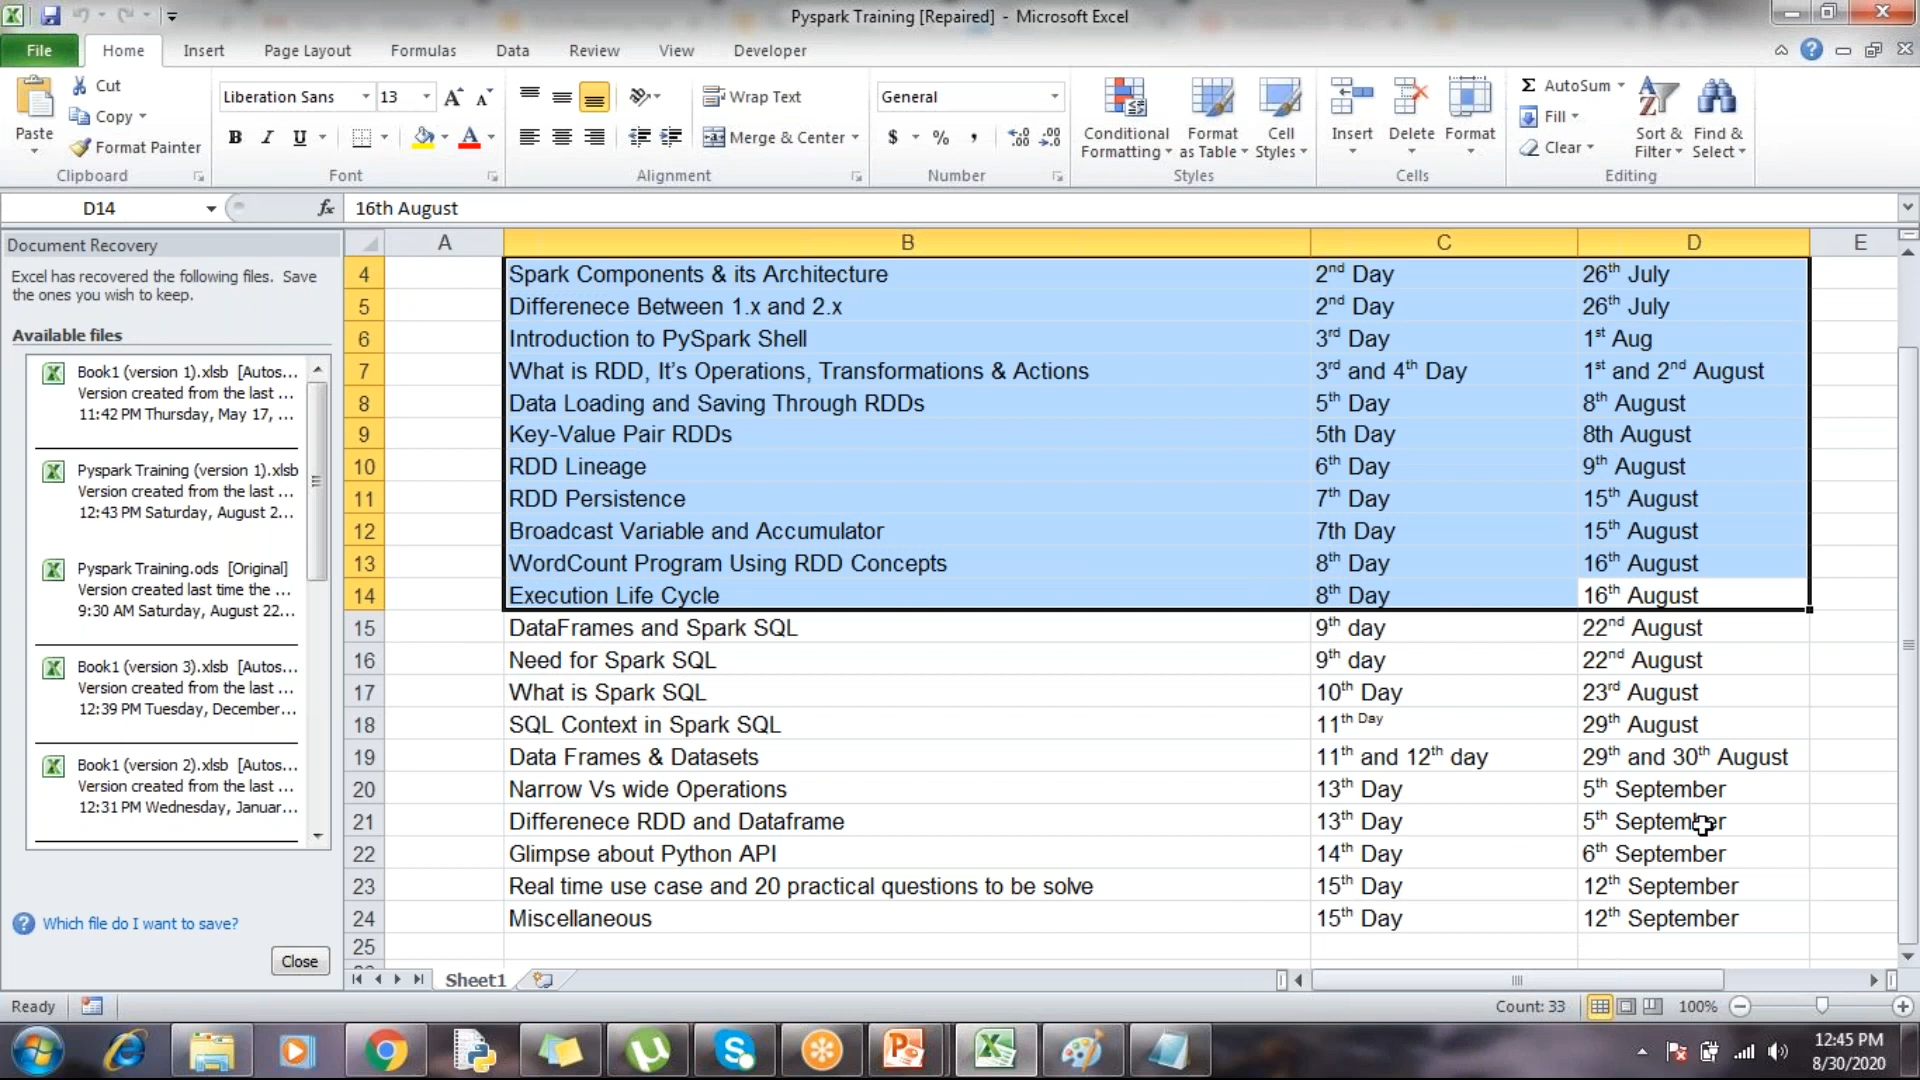 Pyspark Training [Repaired] - Microsoft Excel
File Home Insert Page Layout Formulas Data Review View Developer
Paste
Cut
Copy
Format Painter
Clipboard
Liberation Sans 13
B I U
Font
Wrap Text
Merge & Center
Alignment
General
$ % ,
Number
Conditional Formatting
Format as Table
Cell Styles
Styles
Insert Delete Format
Cells
Σ AutoSum
Fill
Clear
Sort & Filter
Find & Select
Editing
D14 fx 16th August
Document Recovery
Excel has recovered the following files. Save
the ones you wish to keep.
Available files
Book1 (version 1).xlsb [Autos...
Version created from the last ...
11:42 PM Thursday, May 17, ...
Pyspark Training (version 1).xlsb
Version created from the last ...
12:43 PM Saturday, August 2...
Pyspark Training.ods [Original]
Version created last time the ...
9:30 AM Saturday, August 22...
Book1 (version 3).xlsb [Autos...
Version created from the last ...
12:39 PM Tuesday, December...
Book1 (version 2).xlsb [Autos...
Version created from the last ...
12:31 PM Wednesday, Januar...
Which file do I want to save?
Close
A B C D E
4 Spark Components & its Architecture 2nd Day 26th July
5 Differenece Between 1.x and 2.x 2nd Day 26th July
6 Introduction to PySpark Shell 3rd Day 1st Aug
7 What is RDD, It's Operations, Transformations & Actions 3rd and 4th Day 1st and 2nd August
8 Data Loading and Saving Through RDDs 5th Day 8th August
9 Key-Value Pair RDDs 5th Day 8th August
10 RDD Lineage 6th Day 9th August
11 RDD Persistence 7th Day 15th August
12 Broadcast Variable and Accumulator 7th Day 15th August
13 WordCount Program Using RDD Concepts 8th Day 16th August
14 Execution Life Cycle 8th Day 16th August
15 DataFrames and Spark SQL 9th day 22nd August
16 Need for Spark SQL 9th day 22nd August
17 What is Spark SQL 10th Day 23rd August
18 SQL Context in Spark SQL 11th Day 29th August
19 Data Frames & Datasets 11th and 12th day 29th and 30th August
20 Narrow Vs wide Operations 13th Day 5th September
21 Differenece RDD and Dataframe 13th Day 5th September
22 Glimpse about Python API 14th Day 6th September
23 Real time use case and 20 practical questions to be solve 15th Day 12th September
24 Miscellaneous 15th Day 12th September
25
Sheet1
Ready Count: 33 100%
12:45 PM
8/30/2020